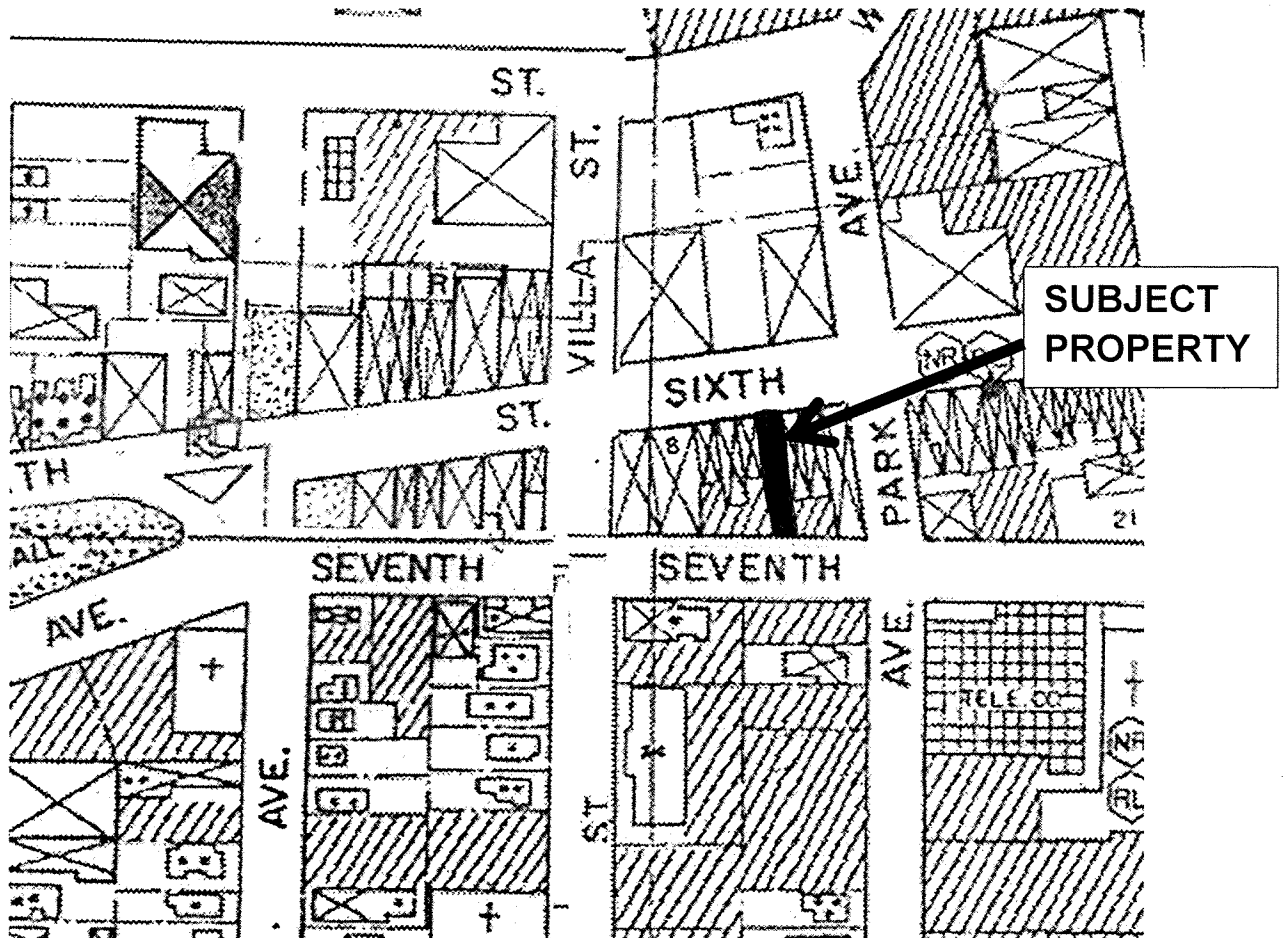 ST.
ST.
AVE.
VILLA
R
SUBJECT
PROPERTY
NR
SIXTH
ST.
8
PARK
TH
R
21
ALL
SEVENTH
SEVENTH
AVE.
AVE.
TELE. CO.
NR
R
AVE.
ST.
RL